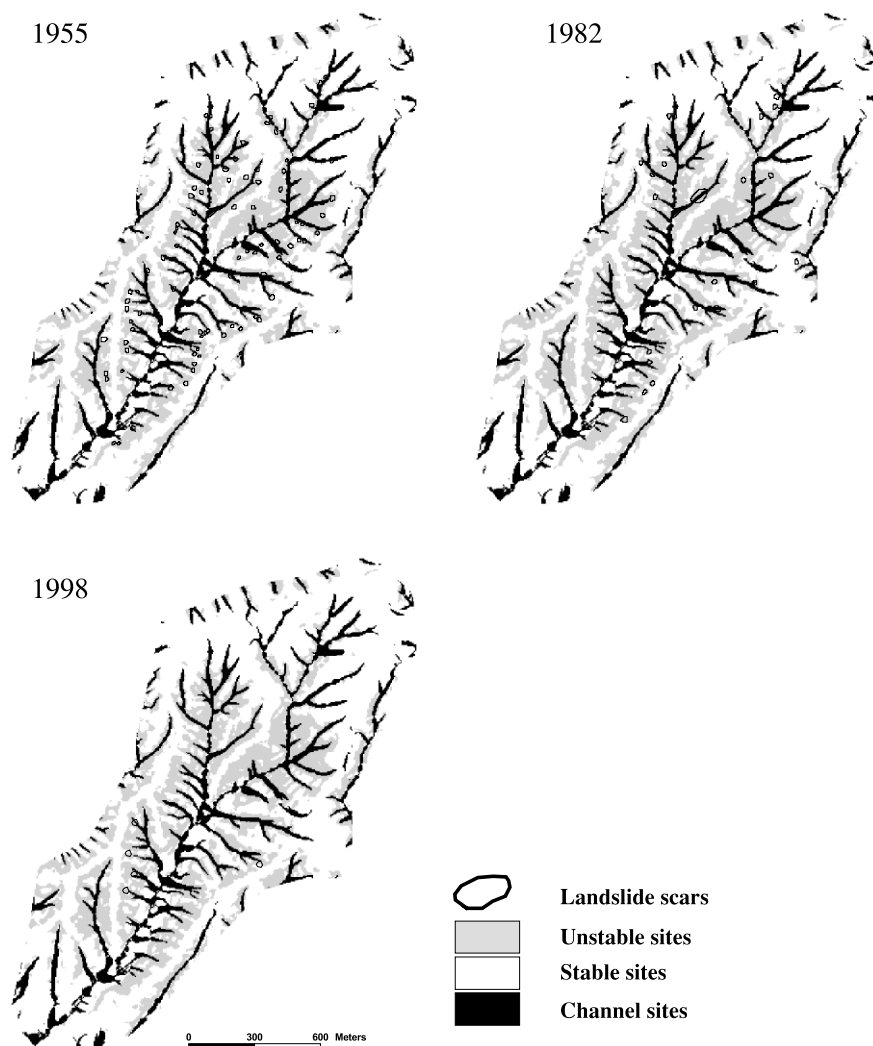 1955
1982
1998
Landslide scars
Unstable sites
Stable sites
Channel sites
0 300 600 Meters